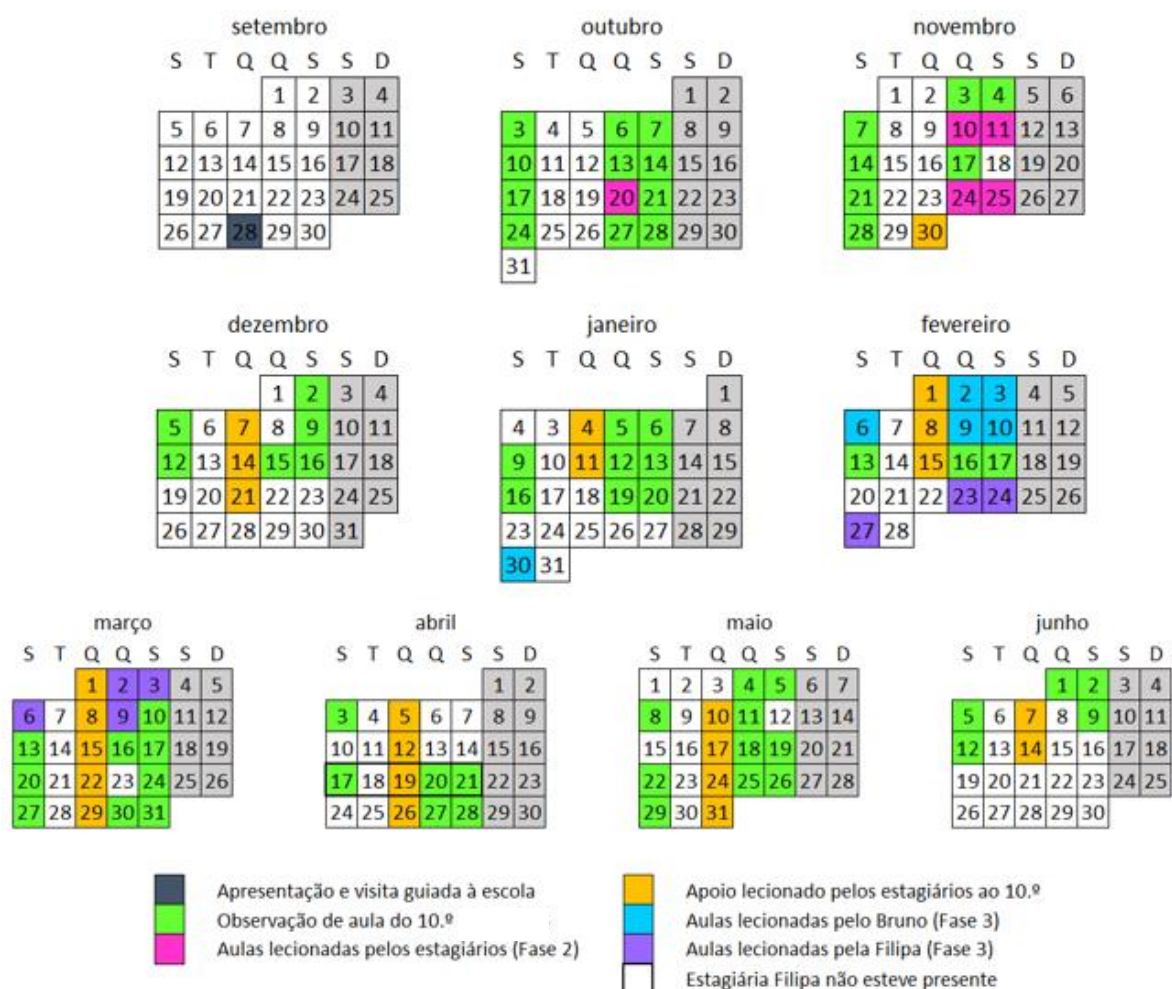 setembro outubro novembro
S T Q Q S S D S T Q Q S S D S T Q Q S S D
1 2 3 4 1 2 1 2 3 4 5 6
5 6 7 8 9 10 11 3 4 5 6 7 8 9 7 8 9 10 11 12 13
12 13 14 15 16 17 18 10 11 12 13 14 15 16 14 15 16 17 18 19 20
19 20 21 22 23 24 25 17 18 19 20 21 22 23 21 22 23 24 25 26 27
26 27 28 29 30 24 25 26 27 28 29 30 28 29 30
31
dezembro janeiro fevereiro
S T Q Q S S D S T Q Q S S D S T Q Q S S D
1 2 3 4 1 1 2 3 4 5
5 6 7 8 9 10 11 4 3 4 5 6 7 8 6 7 8 9 10 11 12
12 13 14 15 16 17 18 9 10 11 12 13 14 15 13 14 15 16 17 18 19
19 20 21 22 23 24 25 16 17 18 19 20 21 22 20 21 22 23 24 25 26
26 27 28 29 30 31 23 24 25 26 27 28 29 27 28
30 31
março abril maio junho
S T Q Q S S D S T Q Q S S D S T Q Q S S D S T Q Q S S D
1 2 3 4 5 1 2 1 2 3 4 5 6 7 1 2 3 4
6 7 8 9 10 11 12 3 4 5 6 7 8 9 8 9 10 11 12 13 14 5 6 7 8 9 10 11
13 14 15 16 17 18 19 10 11 12 13 14 15 16 15 16 17 18 19 20 21 12 13 14 15 16 17 18
20 21 22 23 24 25 26 17 18 19 20 21 22 23 22 23 24 25 26 27 28 19 20 21 22 23 24 25
27 28 29 30 31 24 25 26 27 28 29 30 29 30 31 26 27 28 29 30
Apresentação e visita guiada à escola Apoio lecionado pelos estagiários ao 10.º
Observação de aula do 10.º Aulas lecionadas pelo Bruno (Fase 3)
Aulas lecionadas pelos estagiários (Fase 2) Aulas lecionadas pela Filipa (Fase 3)
Estagiária Filipa não esteve presente